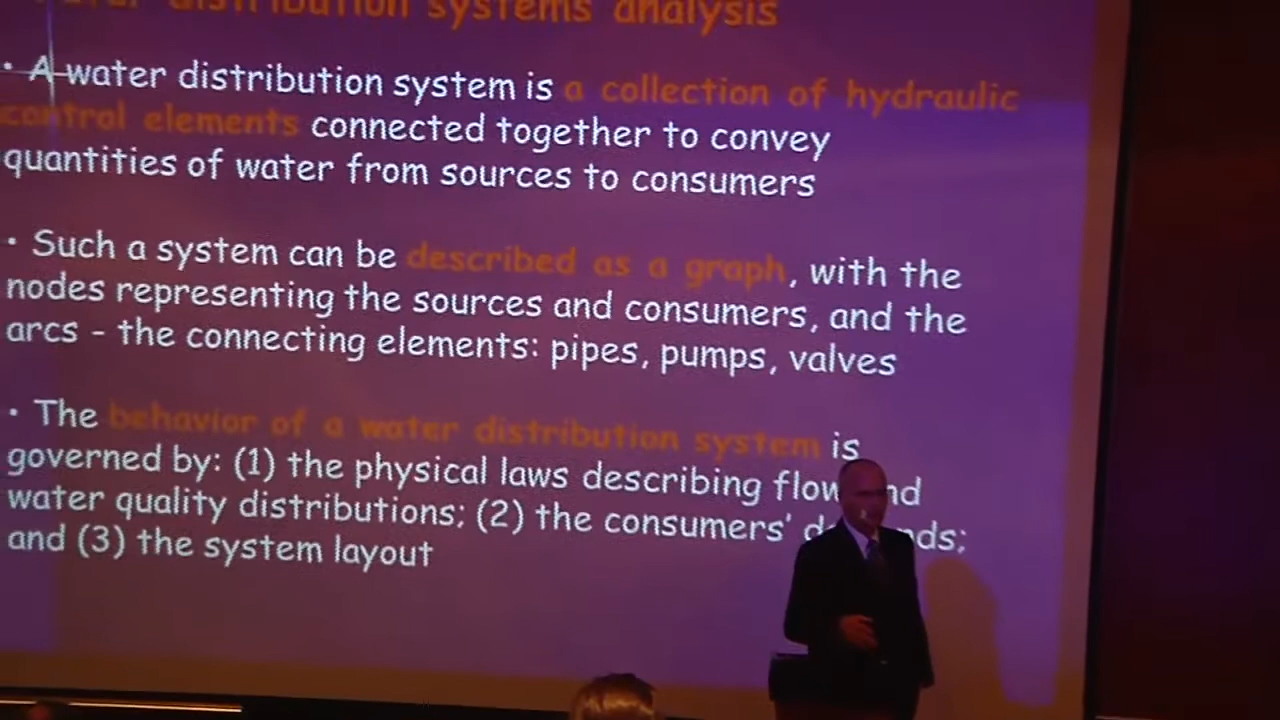 distribution systems analysis
• A water distribution system is a collection of hydraulic
control elements connected together to convey
quantities of water from sources to consumers
• Such a system can be described as a graph, with the
nodes representing the sources and consumers, and the
arcs - the connecting elements: pipes, pumps, valves
• The behavior of a water distribution system is
governed by: (1) the physical laws describing flow
water quality distributions; (2) the consumers'
and (3) the system layout